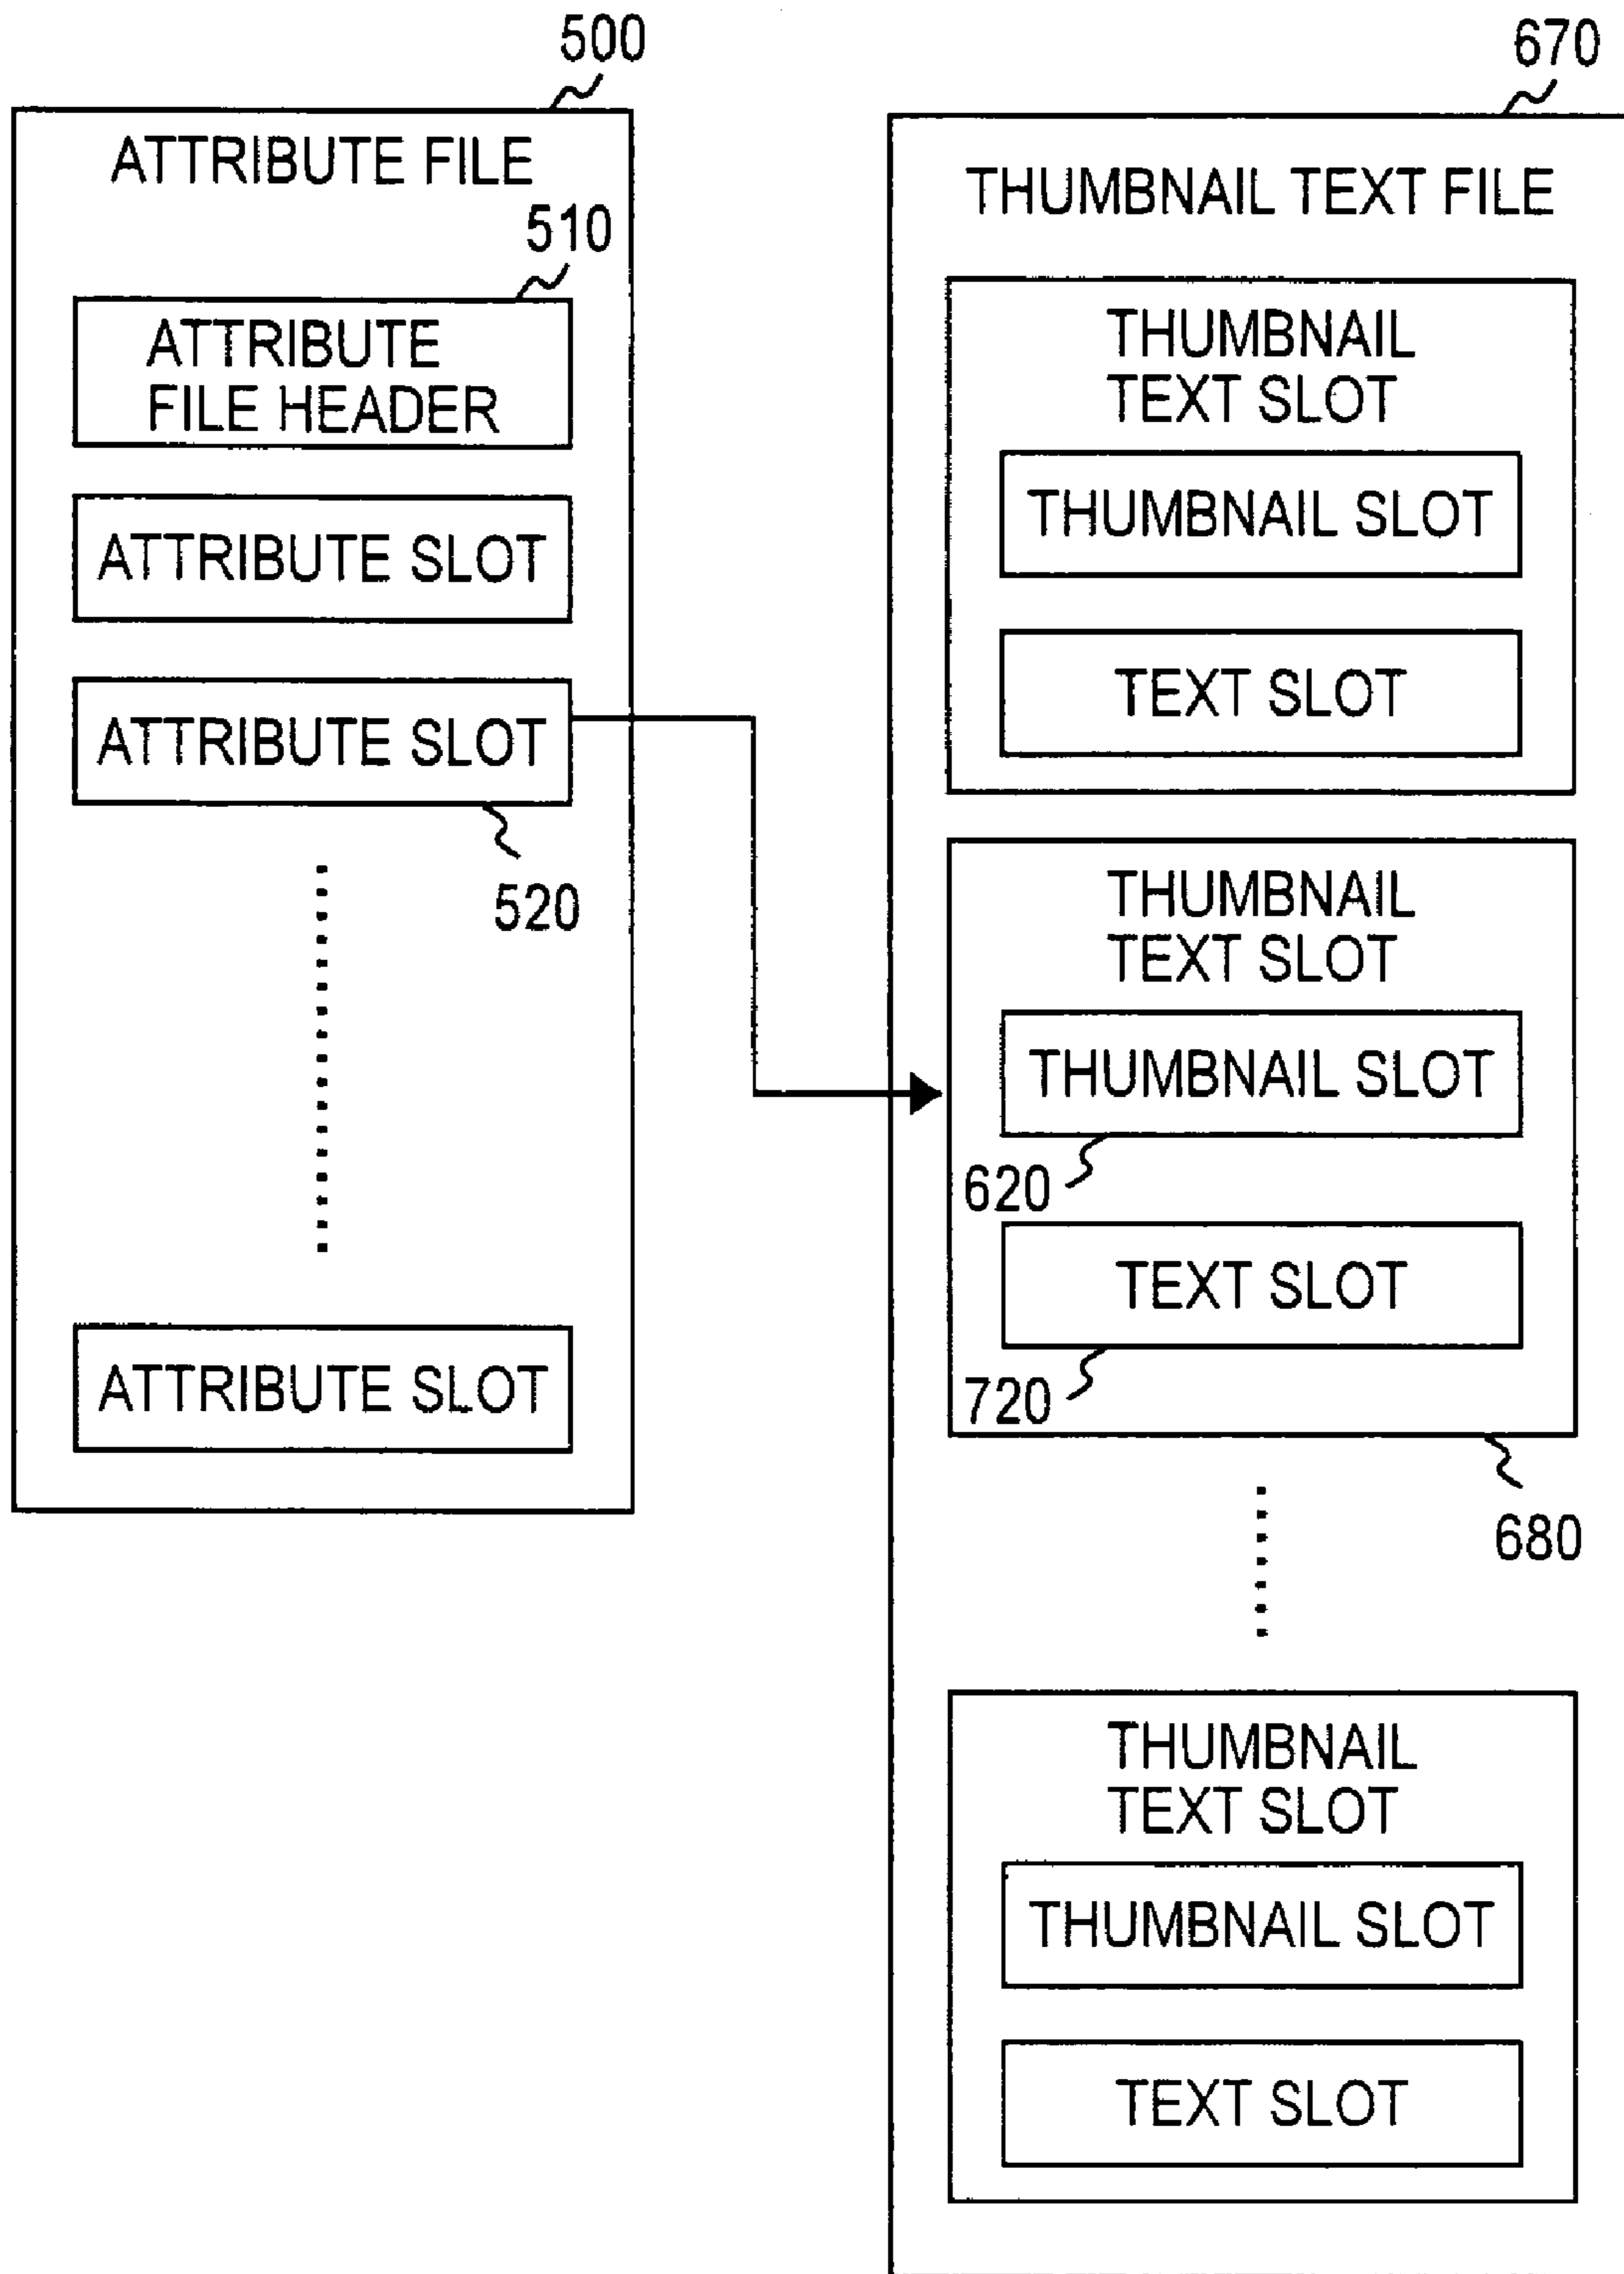 500
ATTRIBUTE FILE
510
ATTRIBUTE
FILE HEADER
ATTRIBUTE SLOT
ATTRIBUTE SLOT
520
ATTRIBUTE SLOT
670
THUMBNAIL TEXT FILE
THUMBNAIL
TEXT SLOT
THUMBNAIL SLOT
TEXT SLOT
THUMBNAIL
TEXT SLOT
THUMBNAIL SLOT
620
TEXT SLOT
720
680
THUMBNAIL
TEXT SLOT
THUMBNAIL SLOT
TEXT SLOT